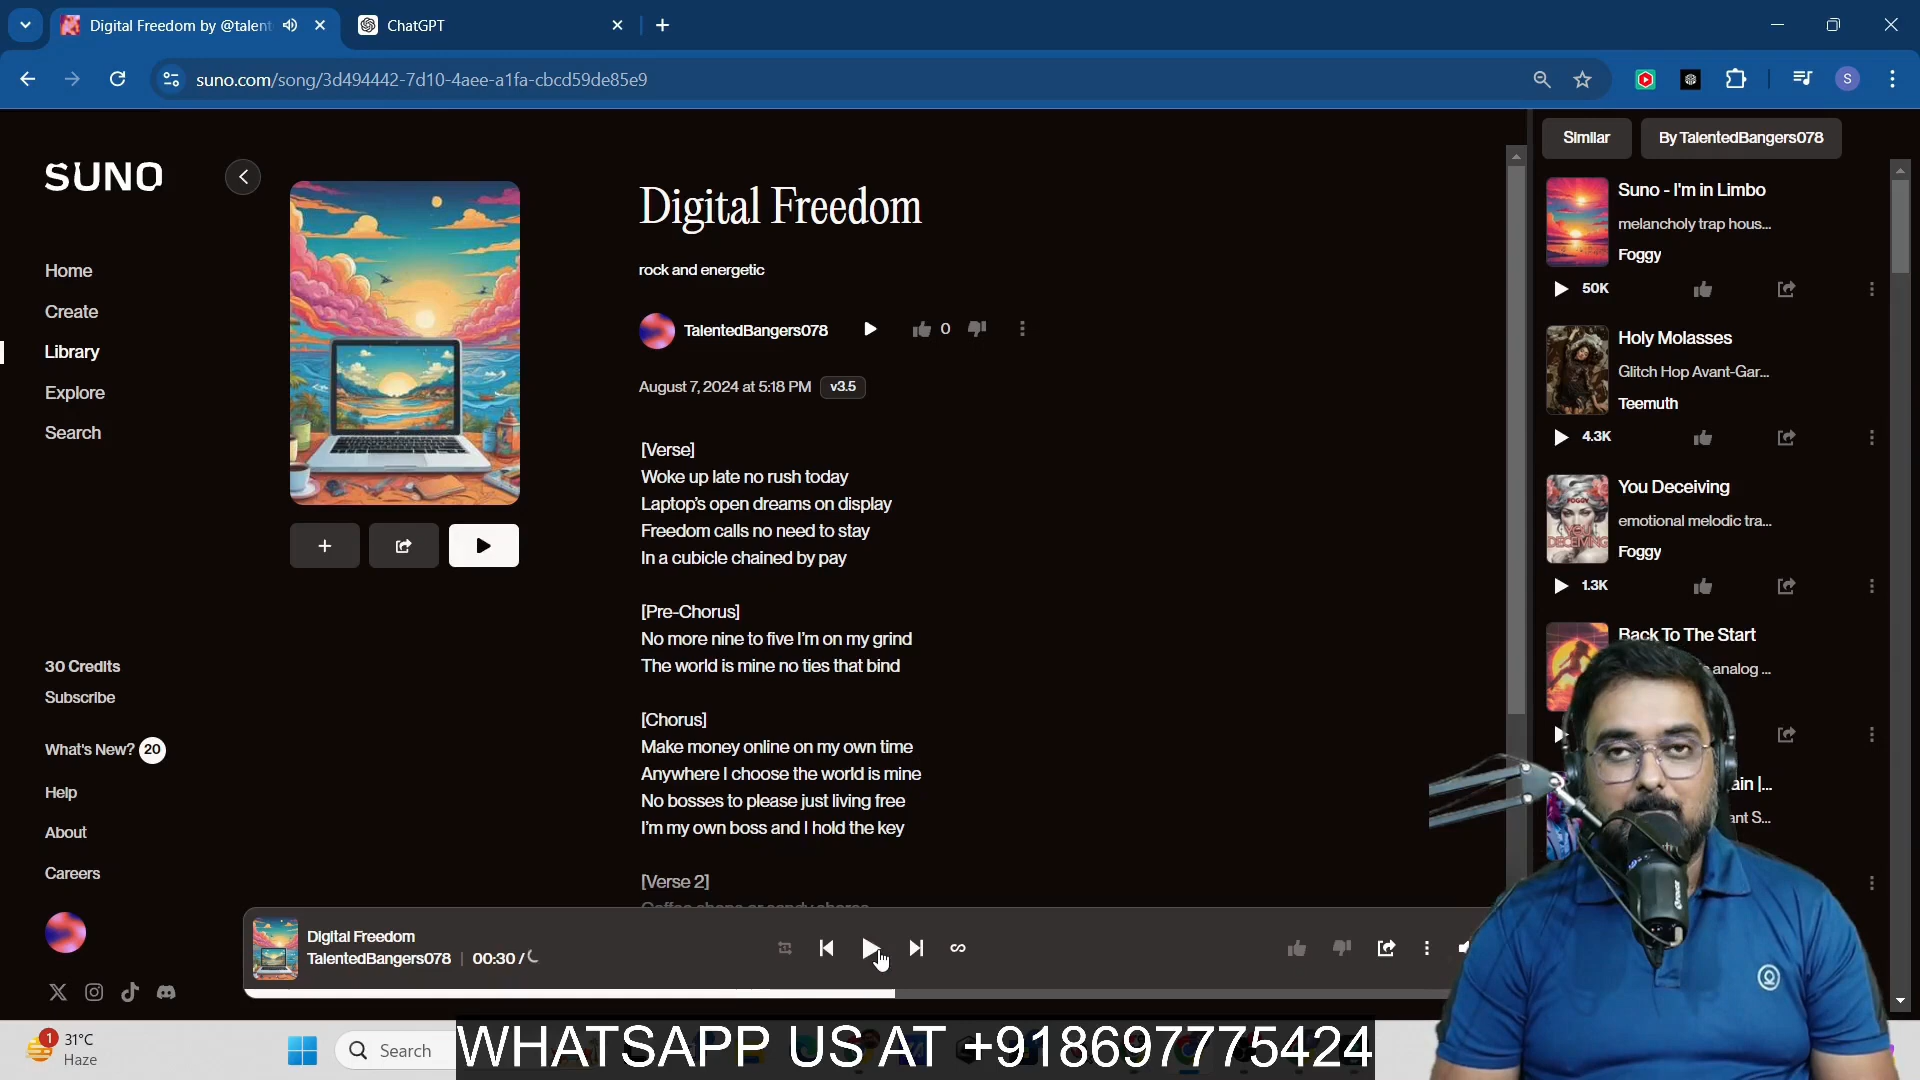 Digital Freedom by @talent
ChatGPT
suno.com/song/3d494442-7d10-4aee-a1fa-cbcd59de85e9
S
SUNO
Home
Create
Library
Explore
Search
30 Credits
Subscribe
What's New? 20
Help
About
Careers
Digital Freedom
rock and energetic
TalentedBangers078
0
August 7, 2024 at 5:18 PM v3.5
[Verse]
Woke up late no rush today
Laptop's open dreams on display
Freedom calls no need to stay
In a cubicle chained by pay
[Pre-Chorus]
No more nine to five I'm on my grind
The world is mine no ties that bind
[Chorus]
Make money online on my own time
Anywhere I choose the world is mine
No bosses to please just living free
I'm my own boss and I hold the key
[Verse 2]
Similar
By TalentedBangers078
Suno - I'm in Limbo
melancholy trap hous...
Foggy
50K
Holy Molasses
Glitch Hop Avant-Gar...
Teemuth
4.3K
You Deceiving
emotional melodic tra...
Foggy
1.3K
Back To The Start
analog ...
ain |...
ant S...
Digital Freedom
TalentedBangers078 00:30 /
1
31°C
Haze
Search
WHATSAPP US AT +918697775424